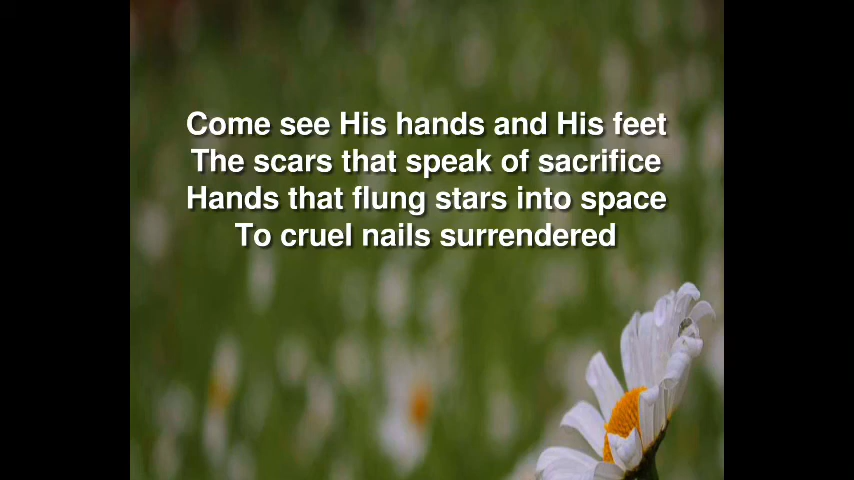 Come see His hands and His feet
The scars that speak of sacrifice
Hands that flung stars into space
To cruel nails surrendered